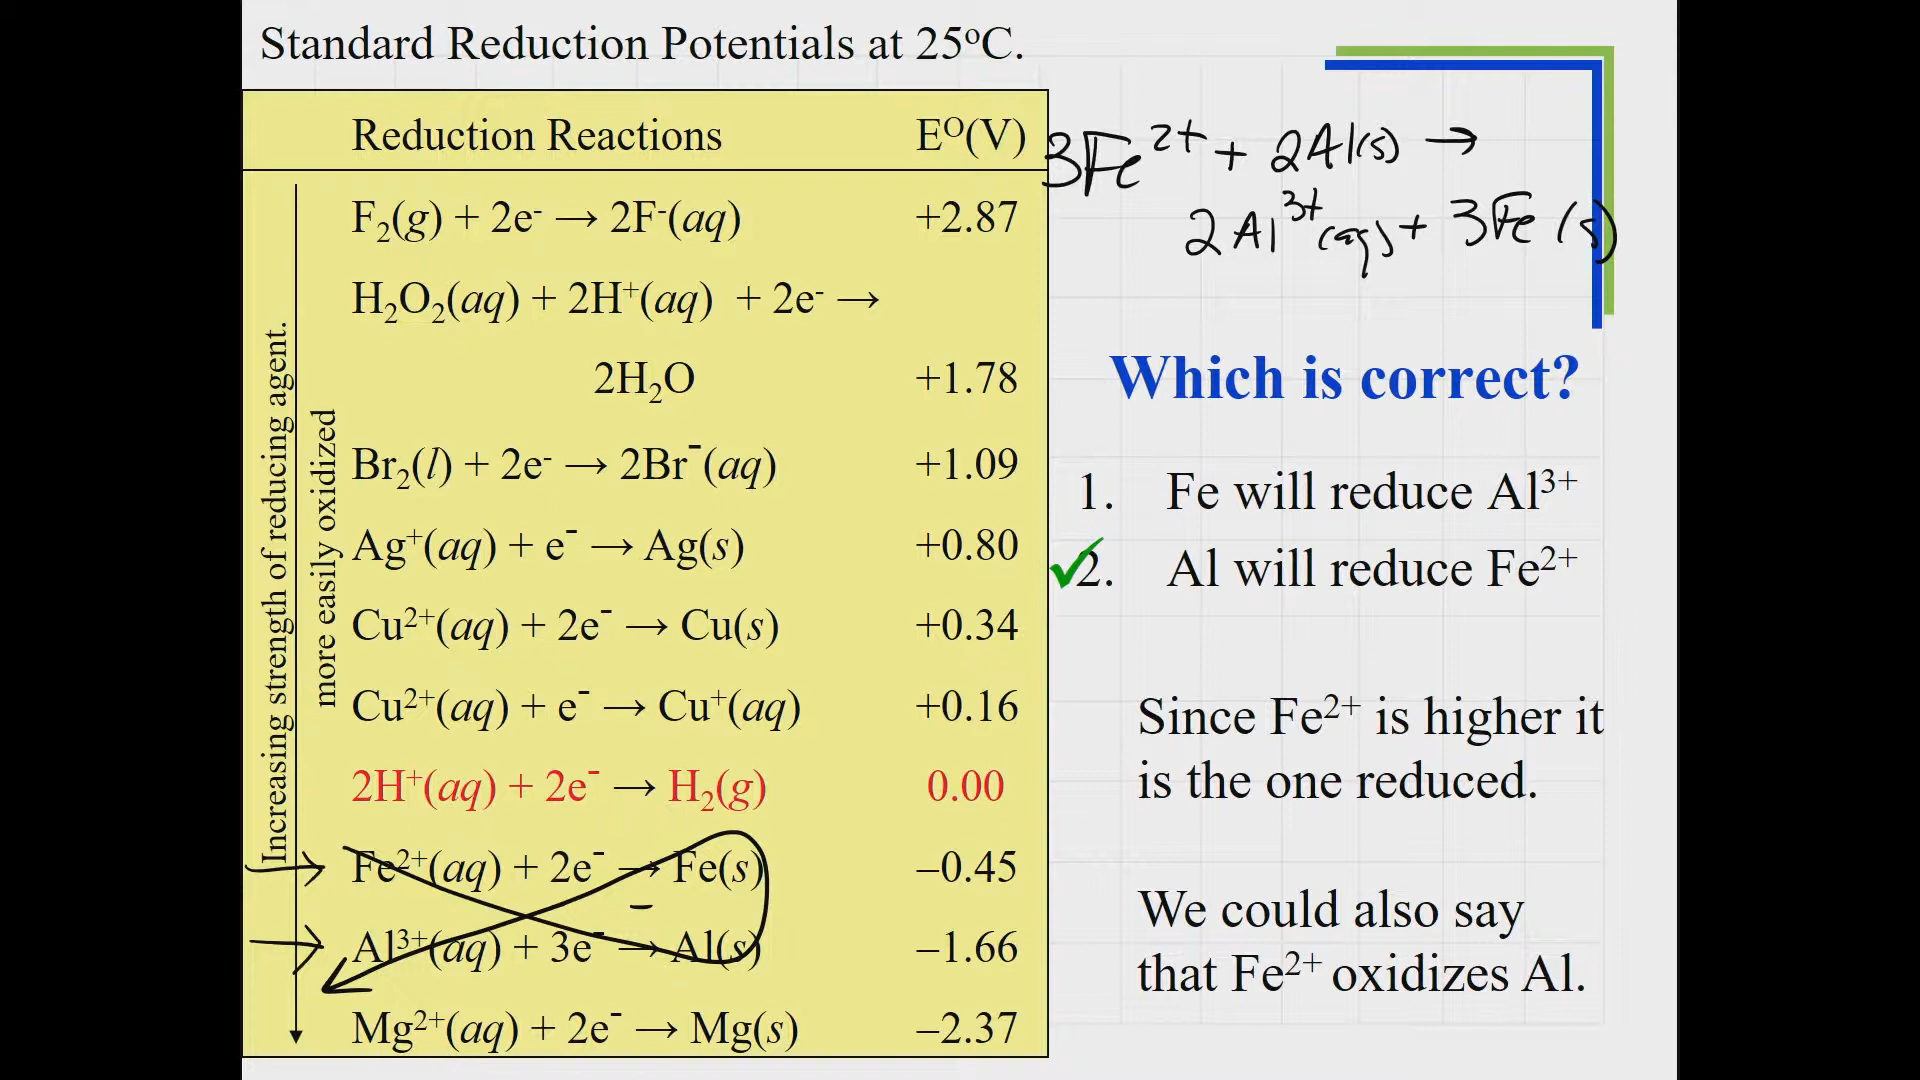 Standard Reduction Potentials at 25°C.
Reduction Reactions E⁰(V)
F₂(g) + 2e⁻ → 2F⁻(aq) +2.87
H₂O₂(aq) + 2H⁺(aq) + 2e⁻ →
2H₂O +1.78
Br₂(l) + 2e⁻ → 2Br⁻(aq) +1.09
Ag⁺(aq) + e⁻ → Ag(s) +0.80
Cu²⁺(aq) + 2e⁻ → Cu(s) +0.34
Cu²⁺(aq) + e⁻ → Cu⁺(aq) +0.16
2H⁺(aq) + 2e⁻ → H₂(g) 0.00
Fe²⁺(aq) + 2e⁻ → Fe(s) –0.45
Al³⁺(aq) + 3e⁻ → Al(s) –1.66
Mg²⁺(aq) + 2e⁻ → Mg(s) –2.37
Increasing strength of reducing agent.
more easily oxidized
3Fe²⁺ + 2Al(s) →
2Al³⁺(aq) + 3Fe(s)
Which is correct?
1. Fe will reduce Al³⁺
✓2. Al will reduce Fe²⁺
Since Fe²⁺ is higher it
is the one reduced.
We could also say
that Fe²⁺ oxidizes Al.